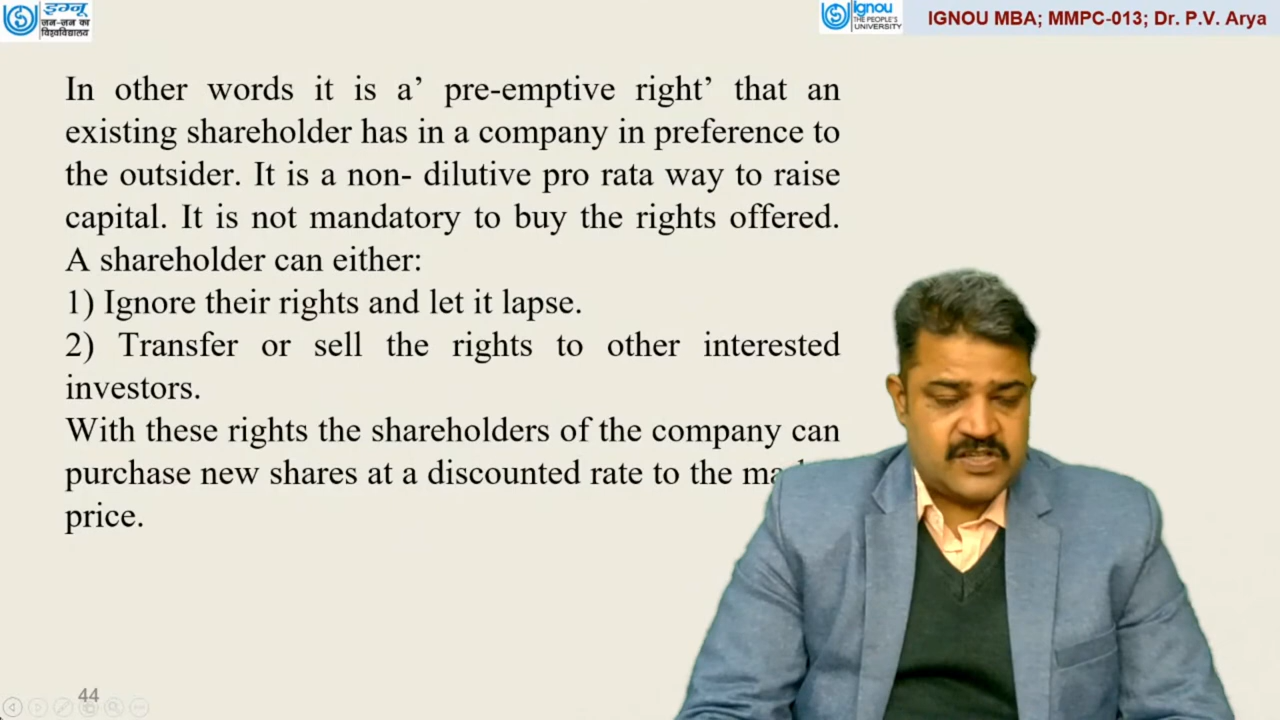 इग्नू
जन-जन का
विश्वविद्यालय
ignou
THE PEOPLE'S
UNIVERSITY
IGNOU MBA; MMPC-013; Dr. P.V. Arya
In other words it is a’ pre-emptive right’ that an
existing shareholder has in a company in preference to
the outsider. It is a non- dilutive pro rata way to raise
capital. It is not mandatory to buy the rights offered.
A shareholder can either:
1) Ignore their rights and let it lapse.
2) Transfer or sell the rights to other interested
investors.
With these rights the shareholders of the company can
purchase new shares at a discounted rate to the
price.
44